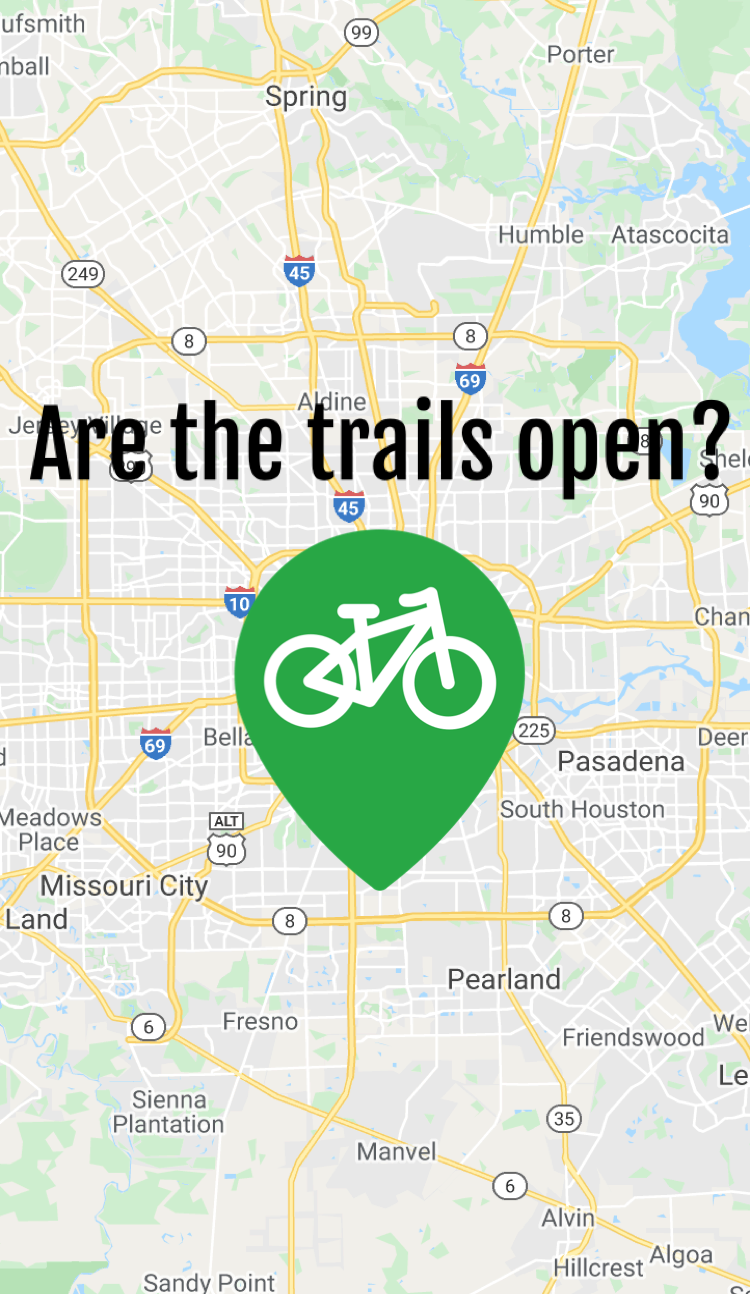 ufsmith
99
Porter
mball
Spring
Humble Atascocita
249
45
8
8
69
Aldine
Jersey Village
Are the trails open?
8
Shel
90
45
10
Chan
225
69
Bella
Deer
Pasadena
Meadows
Place
South Houston
ALT
90
Missouri City
Land
8
8
Pearland
6
Fresno
Wel
Friendswood
Le
Sienna
Plantation
35
Manvel
6
Alvin
Hillcrest
Algoa
Sandy Point